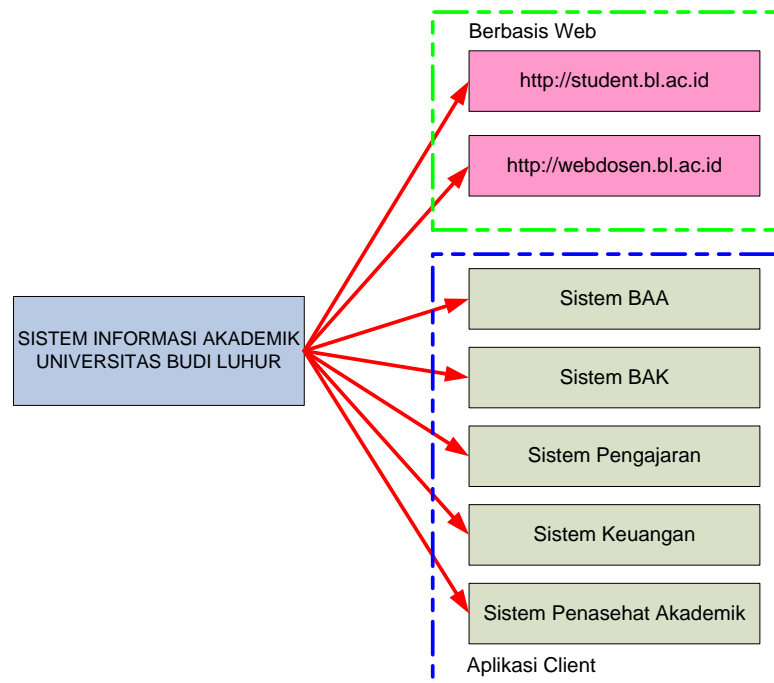 Berbasis Web
http://student.bl.ac.id
http://webdosen.bl.ac.id
SISTEM INFORMASI AKADEMIK
UNIVERSITAS BUDI LUHUR
Sistem BAA
Sistem BAK
Sistem Pengajaran
Sistem Keuangan
Sistem Penasehat Akademik
Aplikasi Client